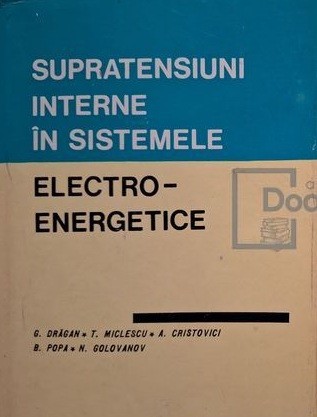 SUPRATENSIUNI
INTERNE
ÎN SISTEMELE
ELECTRO-
ENERGETICE
G. DRĂGAN * T. MICLESCU * A. CRISTOVICI
B. POPA * N. GOLOVANOV